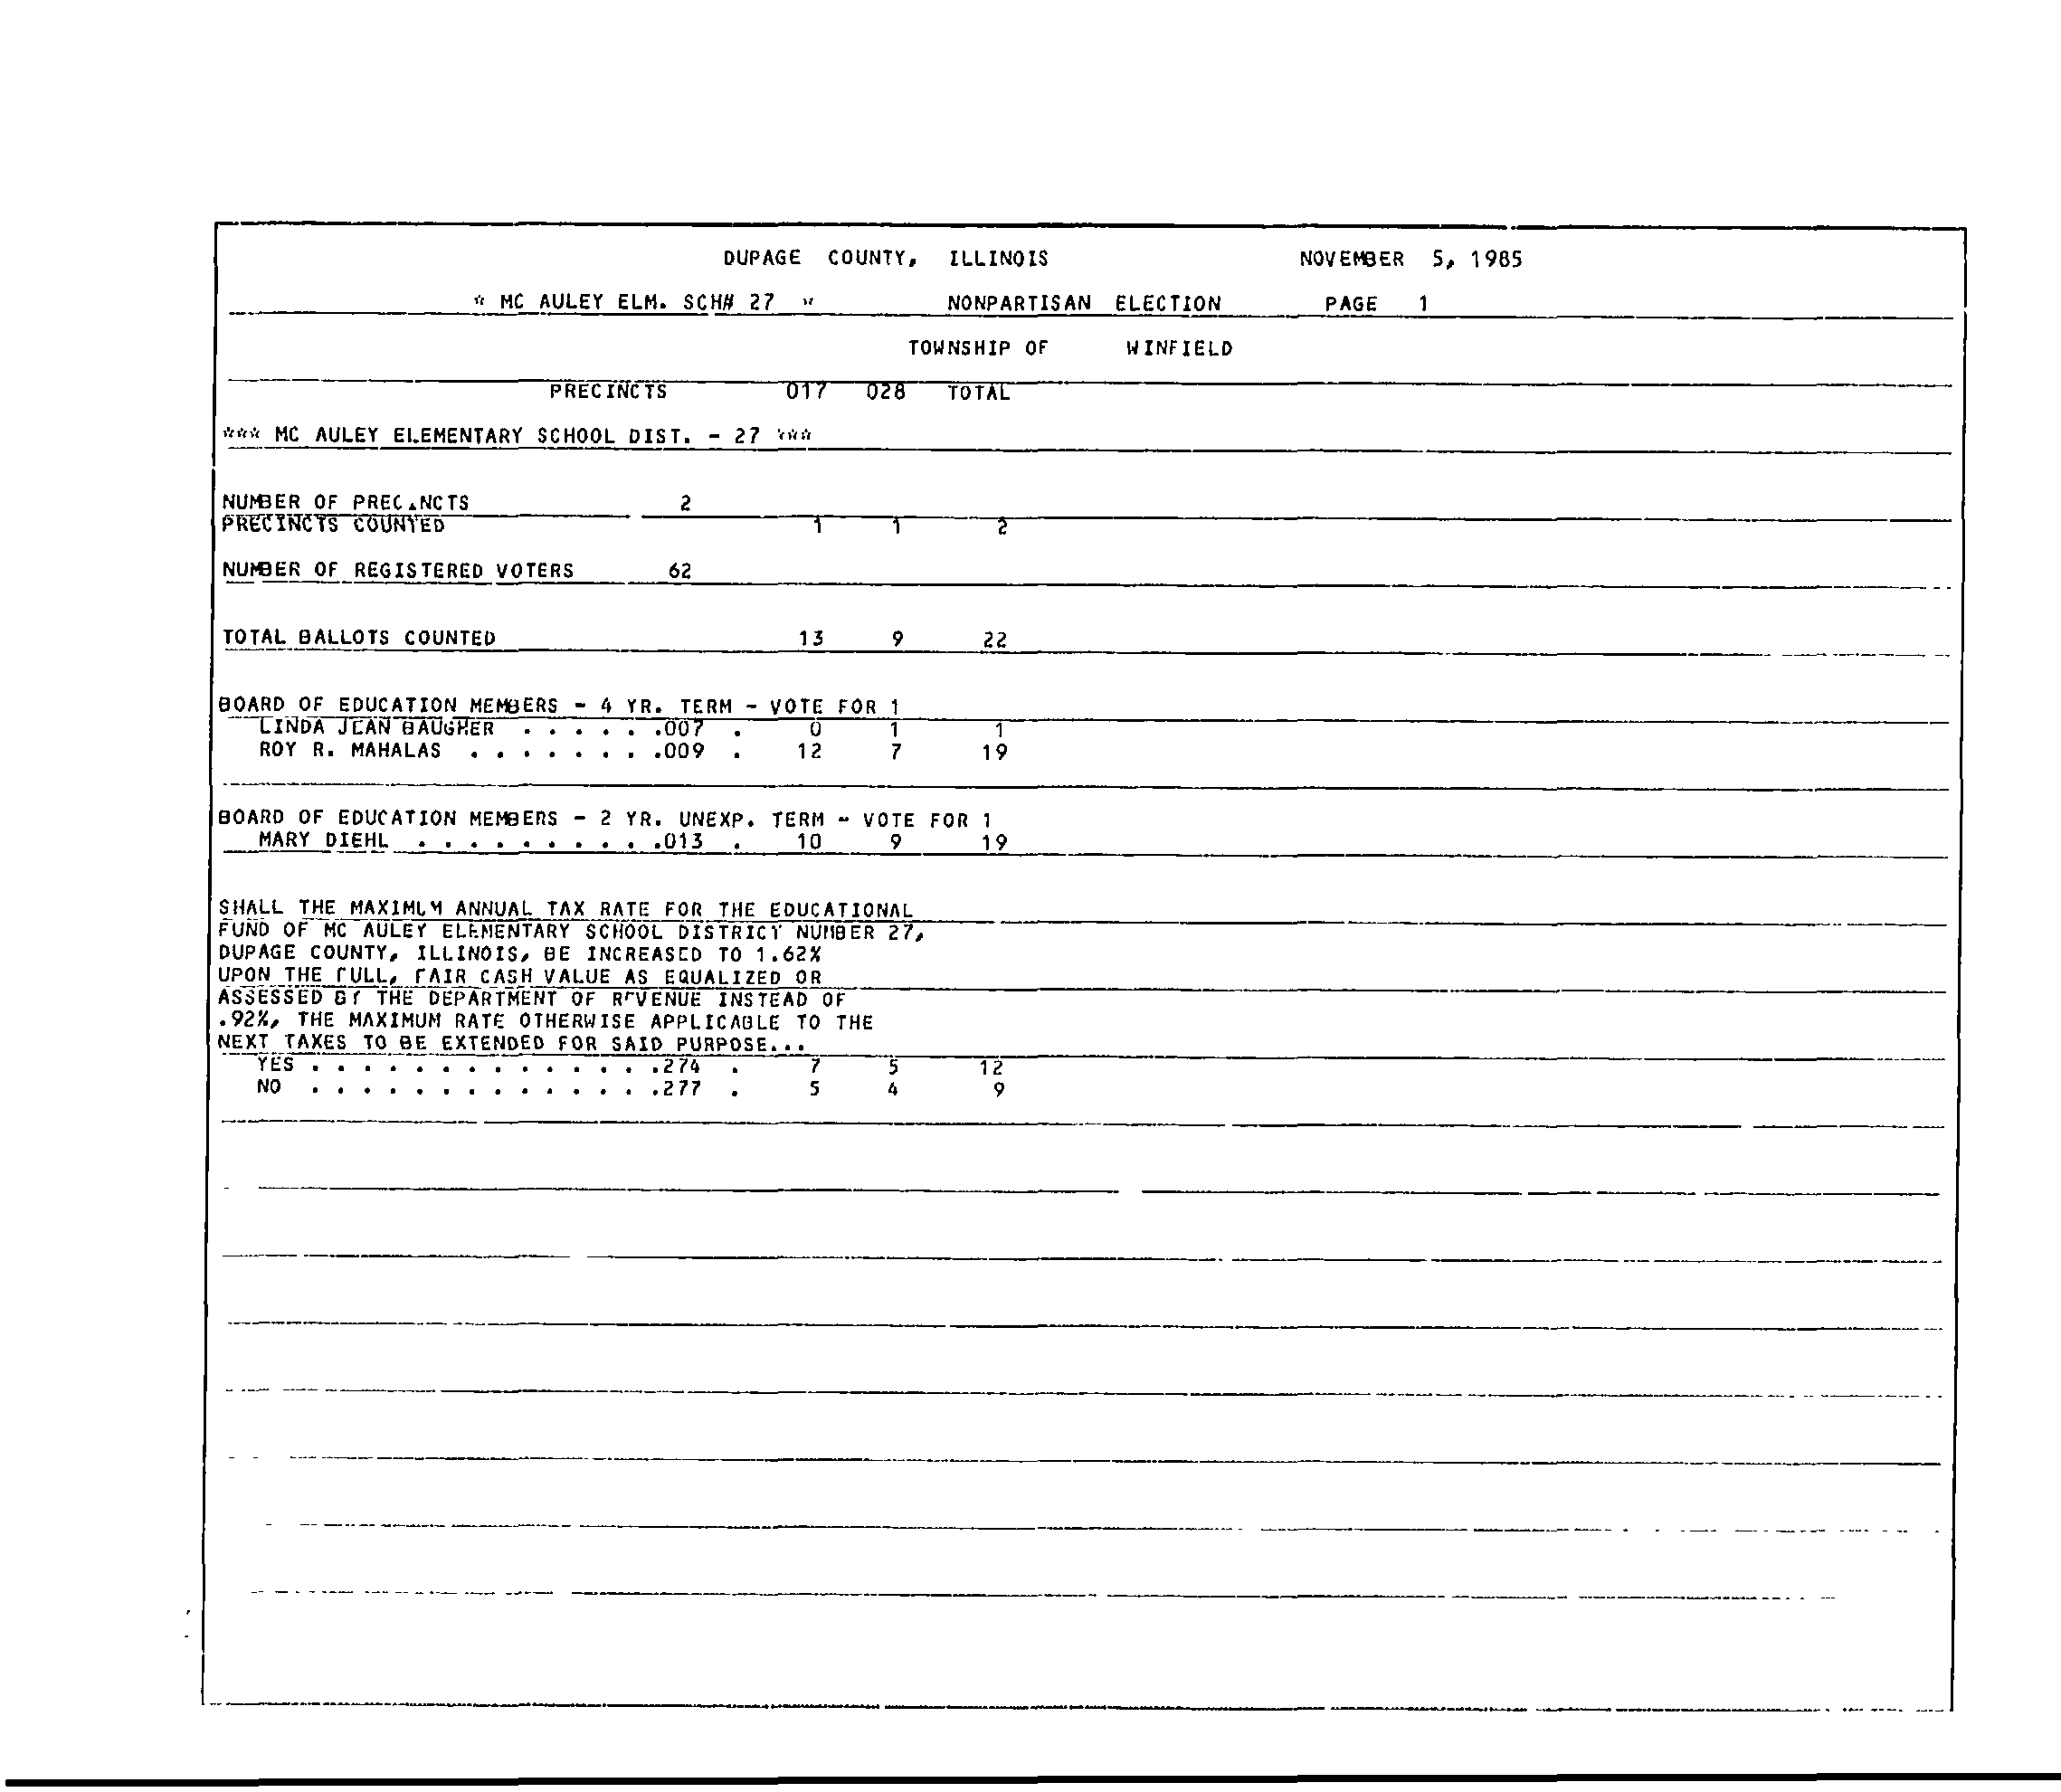 DUPAGE COUNTY, ILLINOIS NOVEMBER 5, 1985
* MC AULEY ELM. SCH# 27 * NONPARTISAN ELECTION PAGE 1
TOWNSHIP OF WINFIELD
PRECINCTS 017 028 TOTAL
*** MC AULEY ELEMENTARY SCHOOL DIST. - 27 ***
NUMBER OF PRECINCTS 2
PRECINCTS COUNTED 1 1 2
NUMBER OF REGISTERED VOTERS 62
TOTAL BALLOTS COUNTED 13 9 22
BOARD OF EDUCATION MEMBERS - 4 YR. TERM - VOTE FOR 1
LINDA JEAN BAUGHER . . . . . .007 . 0 1 1
ROY R. MAHALAS . . . . . . . .009 . 12 7 19
BOARD OF EDUCATION MEMBERS - 2 YR. UNEXP. TERM - VOTE FOR 1
MARY DIEHL . . . . . . . . . .013 . 10 9 19
SHALL THE MAXIMUM ANNUAL TAX RATE FOR THE EDUCATIONAL
FUND OF MC AULEY ELEMENTARY SCHOOL DISTRICT NUMBER 27,
DUPAGE COUNTY, ILLINOIS, BE INCREASED TO 1.62%
UPON THE FULL, FAIR CASH VALUE AS EQUALIZED OR
ASSESSED BY THE DEPARTMENT OF REVENUE INSTEAD OF
.92%, THE MAXIMUM RATE OTHERWISE APPLICABLE TO THE
NEXT TAXES TO BE EXTENDED FOR SAID PURPOSE...
YES . . . . . . . . . . . . . .274 . 7 5 12
NO . . . . . . . . . . . . . .277 . 5 4 9